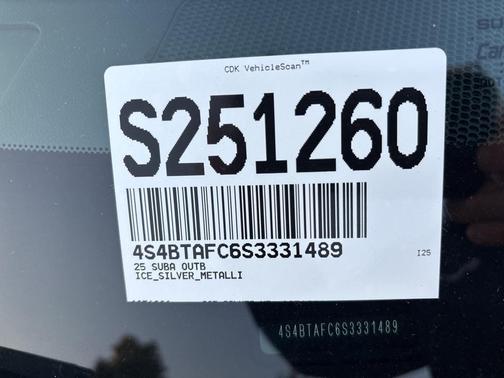 CDK VehicleScan™
S251260
4S4BTAFC6S3331489
I25
25 SUBA OUTB
ICE_SILVER_METALLI
4S4BTAFC6S3331489